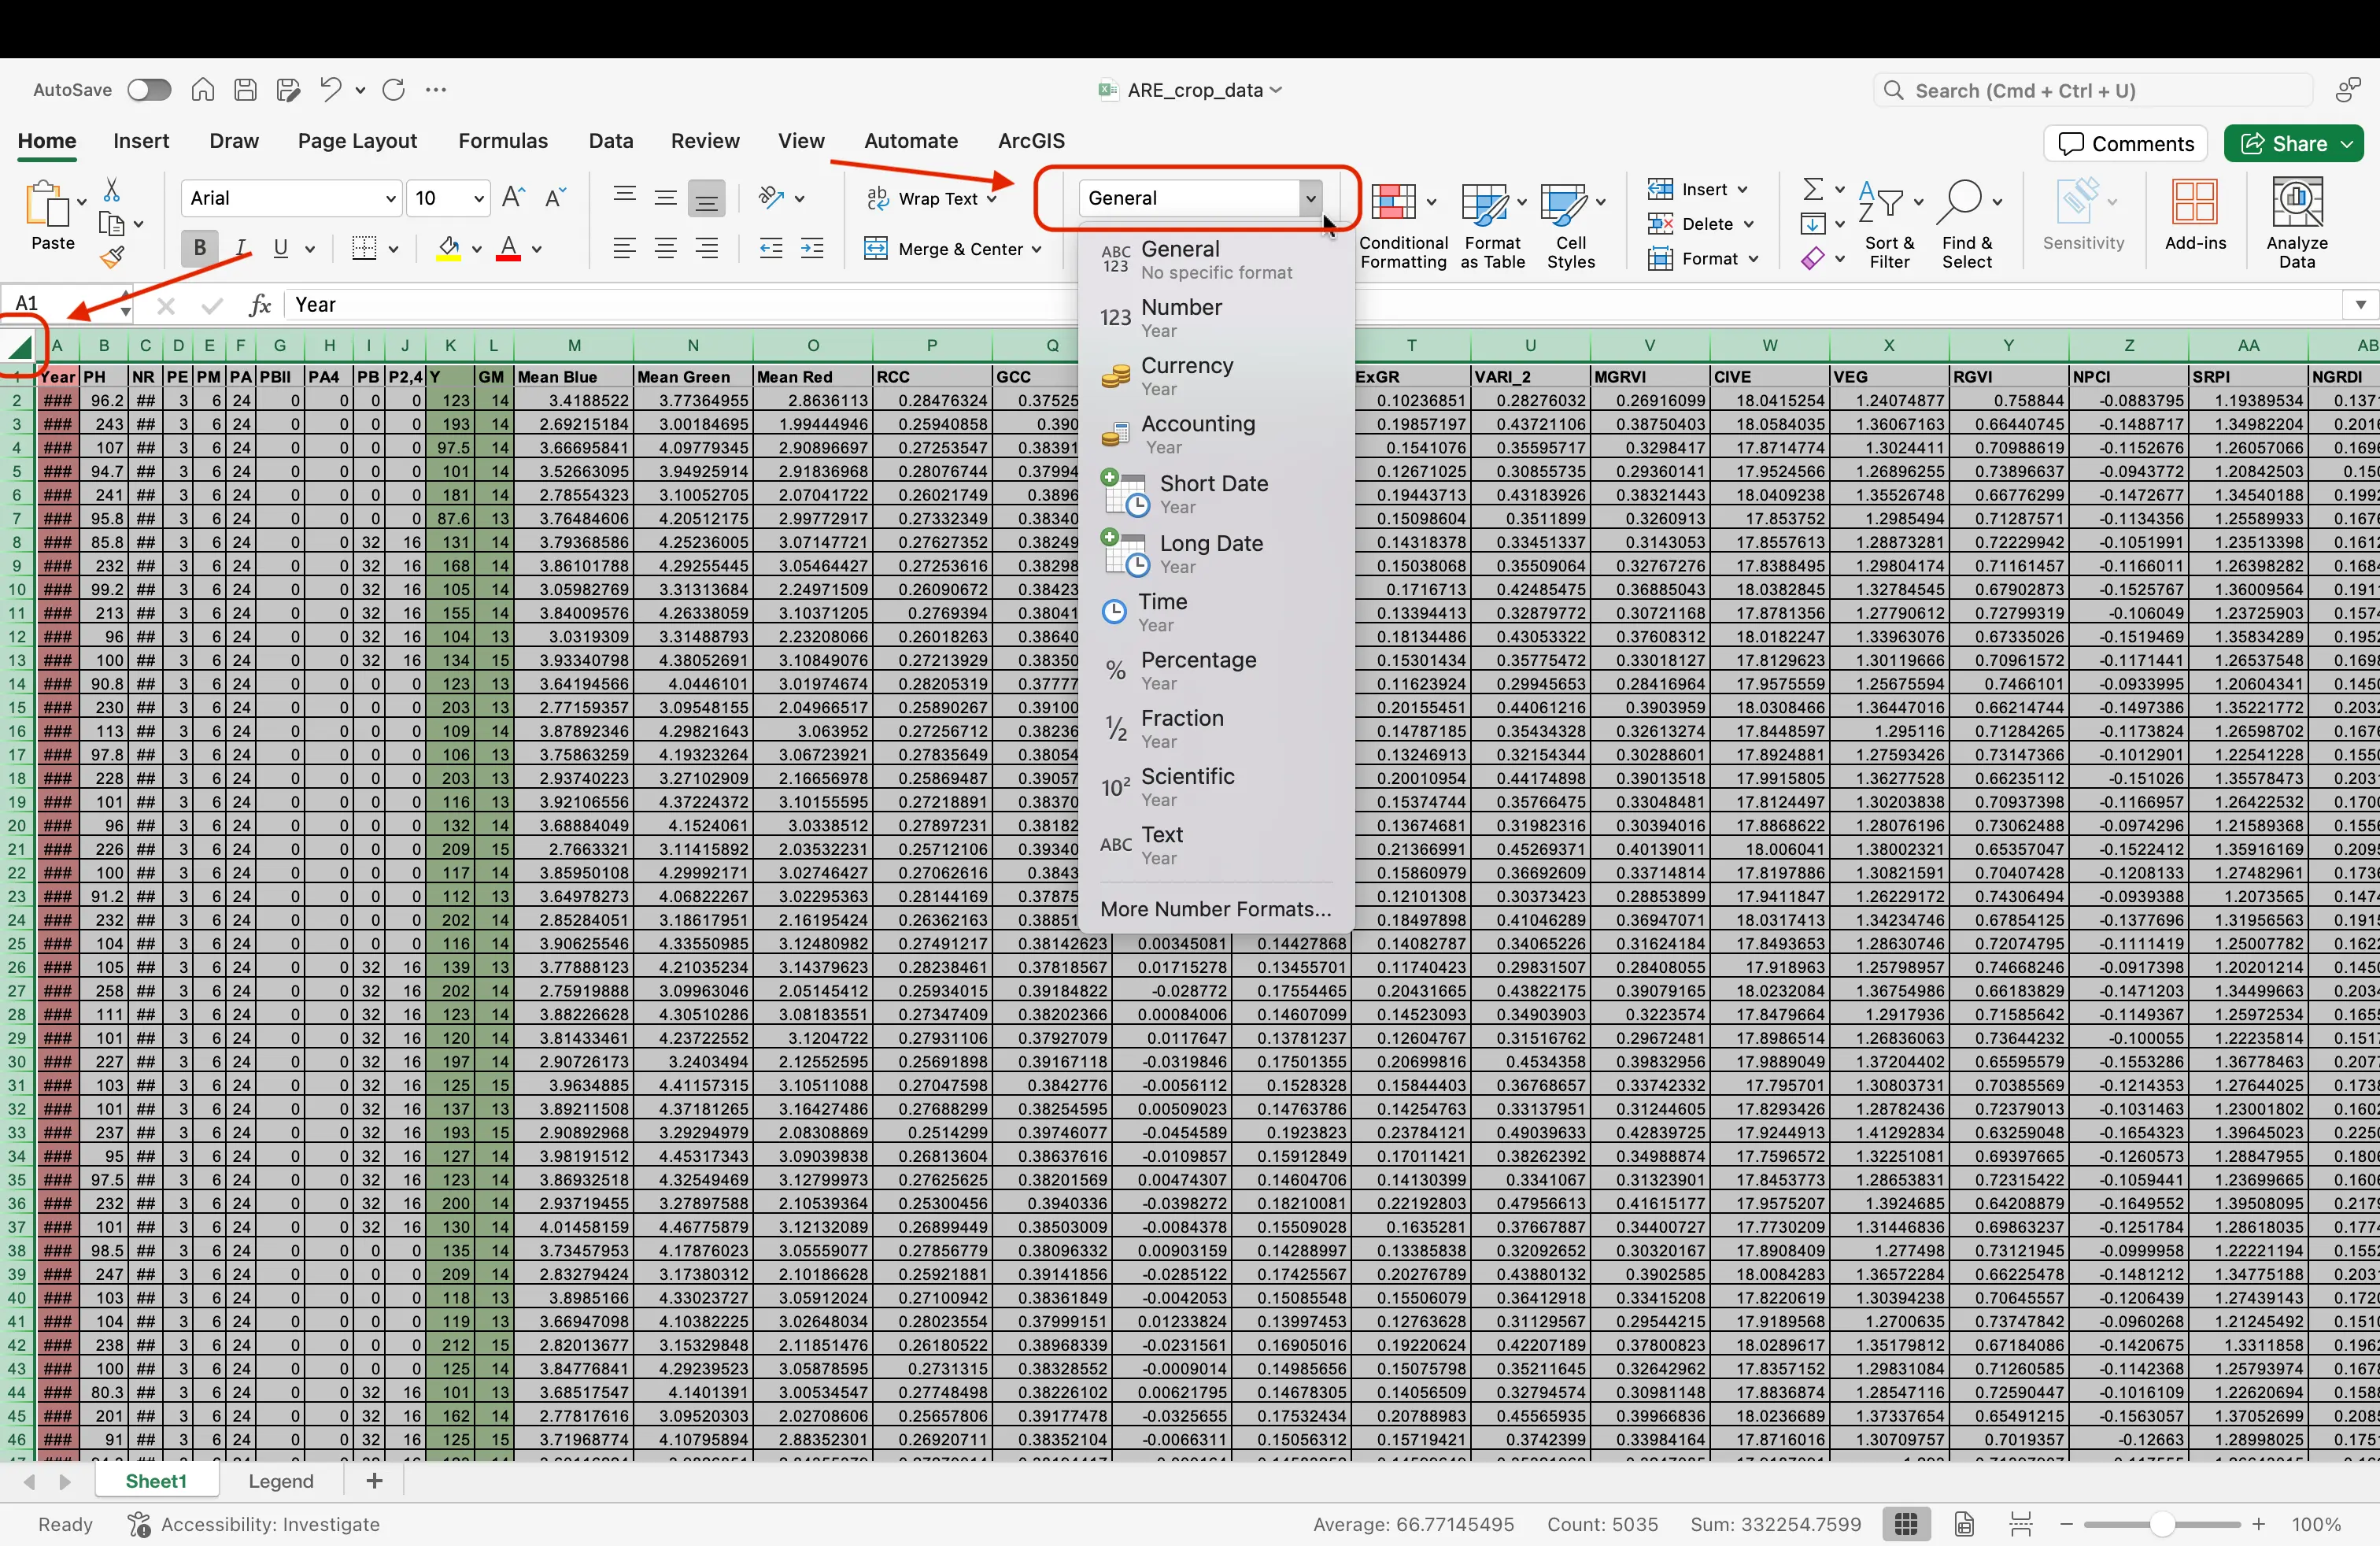 AutoSave ARE_crop_data Search (Cmd + Ctrl + U)
Home Insert Draw Page Layout Formulas Data Review View Automate ArcGIS Comments Share
Paste Arial 10 Wrap Text General Insert
B I U Merge & Center Conditional Formatting Format as Table Cell Styles Delete Format Sort & Filter Find & Select Sensitivity Add-ins Analyze Data
A1 fx Year
General
No specific format
Number
Year
Currency
Year
Accounting
Year
Short Date
Year
Long Date
Year
Time
Year
Percentage
Year
Fraction
Year
Scientific
Year
Text
Year
More Number Formats...
A B C D E F G H I J K L M N O P Q T U V W X Y Z AA AB
1 Year PH NR PE PM PA PBII PA4 PB P2,4 Y GM Mean Blue Mean Green Mean Red RCC GCC ExGR VARI_2 MGRVI CIVE VEG RGVI NPCI SRPI NGRDI
2 ### 96.2 ## 3 6 24 0 0 0 0 123 14 3.4188522 3.77364955 2.8636113 0.28476324 0.37525 0.10236851 0.28276032 0.26916099 18.0415254 1.24074877 0.758844 -0.0883795 1.19389534 0.137
3 ### 243 ## 3 6 24 0 0 0 0 193 14 2.69215184 3.00184695 1.99444946 0.25940858 0.390 0.19857197 0.43721106 0.38750403 18.0584035 1.36067163 0.66440745 -0.1488717 1.34982204 0.201
4 ### 107 ## 3 6 24 0 0 0 0 97.5 14 3.66695841 4.09779345 2.90896697 0.27253547 0.38391 0.1541076 0.35595717 0.3298417 17.8714774 1.3024411 0.70988619 -0.1152676 1.26057066 0.169
5 ### 94.7 ## 3 6 24 0 0 0 0 101 14 3.52663095 3.94925914 2.91836968 0.28076744 0.37994 0.12671025 0.30855735 0.29360141 17.9524566 1.26896255 0.73896637 -0.0943772 1.20842503 0.150
6 ### 241 ## 3 6 24 0 0 0 0 181 14 2.78554323 3.10052705 2.07041722 0.26021749 0.3896 0.19443713 0.43183926 0.38321443 18.0409238 1.35526748 0.66776299 -0.1472677 1.34540188 0.199
7 ### 95.8 ## 3 6 24 0 0 0 0 87.6 13 3.76484606 4.20512175 2.99772917 0.27332349 0.38340 0.15098604 0.3511899 0.3260913 17.853752 1.2985494 0.71287571 -0.1134356 1.25589933 0.167
8 ### 85.8 ## 3 6 24 0 0 32 16 131 14 3.79368586 4.25236005 3.07147721 0.27627352 0.38249 0.14318378 0.33451337 0.3143053 17.8557613 1.28873281 0.72229942 -0.1051991 1.23513398 0.161
9 ### 232 ## 3 6 24 0 0 32 16 168 14 3.86101788 4.29255445 3.05464427 0.27253616 0.38298 0.15038068 0.35509064 0.32767276 17.8388495 1.29804174 0.71161457 -0.1166011 1.26398282 0.168
10 ### 99.2 ## 3 6 24 0 0 32 16 105 14 3.05982769 3.31313684 2.24971509 0.26090672 0.38423 0.1716713 0.42485475 0.36885043 18.0382845 1.32784545 0.67902873 -0.1525767 1.36009564 0.191
11 ### 213 ## 3 6 24 0 0 32 16 155 14 3.84009576 4.26338059 3.10371205 0.2769394 0.38041 0.13394413 0.32879772 0.30721168 17.8781356 1.27790612 0.72799319 -0.106049 1.23725903 0.157
12 ### 96 ## 3 6 24 0 0 32 16 104 13 3.0319309 3.31488793 2.23208066 0.26018263 0.38640 0.18134486 0.43053322 0.37608312 18.0182247 1.33963076 0.67335026 -0.1519469 1.35834289 0.195
13 ### 100 ## 3 6 24 0 0 32 16 134 15 3.93340798 4.38052691 3.10849076 0.27213929 0.38350 0.15301434 0.35775472 0.33018127 17.8129623 1.30119666 0.70961572 -0.1171441 1.26537548 0.169
14 ### 90.8 ## 3 6 24 0 0 0 0 123 13 3.64194566 4.0446101 3.01974674 0.28205319 0.37777 0.11623924 0.29945653 0.28416964 17.9575559 1.25675594 0.7466101 -0.0933995 1.20604341 0.145
15 ### 230 ## 3 6 24 0 0 0 0 203 13 2.77159357 3.09548155 2.04966517 0.25890267 0.39100 0.20155451 0.44061216 0.3903959 18.0308466 1.36447016 0.66214744 -0.1497386 1.35221772 0.203
16 ### 113 ## 3 6 24 0 0 0 0 109 14 3.87892346 4.29821643 3.063952 0.27256712 0.38236 0.14787185 0.35434328 0.32613274 17.8448597 1.295116 0.71284265 -0.1173824 1.26598702 0.167
17 ### 97.8 ## 3 6 24 0 0 0 0 106 13 3.75863259 4.19323264 3.06723921 0.27835649 0.38054 0.13246913 0.32154344 0.30288601 17.8924881 1.27593426 0.73147366 -0.1012901 1.22541228 0.155
18 ### 228 ## 3 6 24 0 0 0 0 203 13 2.93740223 3.27102909 2.16656978 0.25869487 0.39057 0.20010954 0.44174898 0.39013518 17.9915805 1.36277528 0.66235112 -0.151026 1.35578473 0.203
19 ### 101 ## 3 6 24 0 0 0 0 116 13 3.92106556 4.37224372 3.10155595 0.27218891 0.38370 0.15374744 0.35766475 0.33048481 17.8124497 1.30203838 0.70937398 -0.1166957 1.26422532 0.170
20 ### 96 ## 3 6 24 0 0 0 0 132 14 3.68884049 4.1524061 3.0338512 0.27897231 0.38182 0.13674681 0.31982316 0.30394016 17.8868622 1.28076196 0.73062488 -0.0974296 1.21589368 0.155
21 ### 226 ## 3 6 24 0 0 0 0 209 15 2.7663321 3.11415892 2.03532231 0.25712106 0.39340 0.21366991 0.45269371 0.40139011 18.006041 1.38002321 0.65357047 -0.1522412 1.35916169 0.209
22 ### 100 ## 3 6 24 0 0 0 0 117 14 3.85950108 4.29992171 3.02746427 0.27062616 0.3843 0.15860979 0.36692609 0.33714814 17.8197886 1.30821591 0.70407428 -0.1208133 1.27482961 0.173
23 ### 91.2 ## 3 6 24 0 0 0 0 112 13 3.64978273 4.06822267 3.02295363 0.28144169 0.37875 0.12101308 0.30373423 0.28853899 17.9411847 1.26229172 0.74306494 -0.0939388 1.2073565 0.147
24 ### 232 ## 3 6 24 0 0 0 0 202 14 2.85284051 3.18617951 2.16195424 0.26362163 0.38851 0.18497898 0.41046289 0.36947071 18.0317413 1.34234746 0.67854125 -0.1377696 1.31956563 0.191
25 ### 104 ## 3 6 24 0 0 0 0 116 14 3.90625546 4.33550985 3.12480982 0.27491217 0.38142623 0.00345081 0.14427868 0.14082787 0.34065226 0.31624184 17.8493653 1.28630746 0.72074795 -0.1111419 1.25007782 0.162
26 ### 105 ## 3 6 24 0 0 32 16 139 13 3.77888123 4.21035234 3.14379623 0.28238461 0.37818567 0.01715278 0.13455701 0.11740423 0.29831507 0.28408055 17.918963 1.25798957 0.74668246 -0.0917398 1.20201214 0.145
27 ### 258 ## 3 6 24 0 0 32 16 202 14 2.75919888 3.09963046 2.05145412 0.25934015 0.39184822 -0.028772 0.17554465 0.20431665 0.43822175 0.39079165 18.0232084 1.36754986 0.66183829 -0.1471203 1.34499663 0.203
28 ### 111 ## 3 6 24 0 0 32 16 123 14 3.88226628 4.30510286 3.08183551 0.27347409 0.38202366 0.00084006 0.14607099 0.14523093 0.34903903 0.3223574 17.8479664 1.2917936 0.71585642 -0.1149367 1.25972534 0.165
29 ### 101 ## 3 6 24 0 0 32 16 120 14 3.81433461 4.23722552 3.1204722 0.27931106 0.37927079 0.0117647 0.13781237 0.12604767 0.31516762 0.29672481 17.8986514 1.26836063 0.73644232 -0.100055 1.22235814 0.151
30 ### 227 ## 3 6 24 0 0 32 16 197 14 2.90726173 3.2403494 2.12552595 0.25691898 0.39167118 -0.0319846 0.17501355 0.20699816 0.4534358 0.39832956 17.9889049 1.37204402 0.65595579 -0.1553286 1.36778463 0.207
31 ### 103 ## 3 6 24 0 0 32 16 125 15 3.9634885 4.41157315 3.10511088 0.27047598 0.3842776 -0.0056112 0.1528328 0.15844403 0.36768657 0.33742332 17.795701 1.30803731 0.70385569 -0.1214353 1.27644025 0.173
32 ### 101 ## 3 6 24 0 0 32 16 137 13 3.89211508 4.37181265 3.16427486 0.27688299 0.38254595 0.00509023 0.14763786 0.14254763 0.33137951 0.31244605 17.8293426 1.28782436 0.72379013 -0.1031463 1.23001802 0.160
33 ### 237 ## 3 6 24 0 0 32 16 193 15 2.90892968 3.29294979 2.08308869 0.2514299 0.39746077 -0.0454589 0.1923823 0.23784121 0.49039633 0.42839725 17.9244913 1.41292834 0.63259048 -0.1654323 1.39645023 0.225
34 ### 95 ## 3 6 24 0 0 32 16 127 14 3.98191512 4.45317343 3.09039838 0.26813604 0.38637616 -0.0109857 0.15912849 0.17011421 0.38262392 0.34988874 17.7596572 1.32251081 0.69397665 -0.1260573 1.28847955 0.180
35 ### 97.5 ## 3 6 24 0 0 32 16 123 14 3.86932518 4.32549469 3.12799973 0.27625625 0.38201569 0.00474307 0.14604706 0.14130399 0.3341067 0.31323901 17.8453773 1.28653831 0.72315422 -0.1059441 1.23699665 0.160
36 ### 232 ## 3 6 24 0 0 32 16 200 14 2.93719455 3.27897588 2.10539364 0.25300456 0.3940336 -0.0398272 0.18210081 0.22192803 0.47956613 0.41615177 17.9575207 1.3924685 0.64208879 -0.1649552 1.39508095 0.217
37 ### 101 ## 3 6 24 0 0 32 16 130 14 4.01458159 4.46775879 3.12132089 0.26899449 0.38503009 -0.0084378 0.15509028 0.1635281 0.37667887 0.34400727 17.7730209 1.31446836 0.69863237 -0.1251784 1.28618035 0.177
38 ### 98.5 ## 3 6 24 0 0 0 0 135 14 3.73457953 4.17876023 3.05559077 0.27856779 0.38096332 0.00903159 0.14288997 0.13385838 0.32092652 0.30320167 17.8908409 1.277498 0.73121945 -0.0999958 1.22221194 0.155
39 ### 247 ## 3 6 24 0 0 0 0 209 14 2.83279424 3.17380312 2.10186628 0.25921881 0.39141856 -0.0285122 0.17425567 0.20276789 0.43880132 0.3902585 18.0084283 1.36572284 0.66225478 -0.1481212 1.34775188 0.203
40 ### 103 ## 3 6 24 0 0 0 0 118 13 3.8985166 4.33023727 3.05912024 0.27100942 0.38361849 -0.0042053 0.15085548 0.15506079 0.36412918 0.33415208 17.8220619 1.30394238 0.70645557 -0.1206439 1.27439143 0.172
41 ### 104 ## 3 6 24 0 0 0 0 119 13 3.66947098 4.10382225 3.02648034 0.28023554 0.37999151 0.01233824 0.13997453 0.12763628 0.31129567 0.29544215 17.9189568 1.2700635 0.73747842 -0.0960268 1.21245492 0.151
42 ### 238 ## 3 6 24 0 0 0 0 212 15 2.82013677 3.15329848 2.11851476 0.26180522 0.38968339 -0.0231561 0.16905016 0.19220624 0.42207189 0.37800823 18.0289617 1.35179812 0.67184086 -0.1420675 1.3311858 0.196
43 ### 100 ## 3 6 24 0 0 0 0 125 14 3.84776841 4.29239523 3.05878595 0.2731315 0.38328552 -0.0009014 0.14985656 0.15075798 0.35211645 0.32642962 17.8357152 1.29831084 0.71260585 -0.1142368 1.25793974 0.167
44 ### 80.3 ## 3 6 24 0 0 32 16 101 13 3.68517547 4.1401391 3.00534547 0.27748498 0.38226102 0.00621795 0.14678305 0.14056509 0.32794574 0.30981148 17.8836874 1.28547116 0.72590447 -0.1016109 1.22620694 0.158
45 ### 201 ## 3 6 24 0 0 32 16 162 14 2.77817616 3.09520303 2.02708606 0.25657806 0.39177478 -0.0325655 0.17532434 0.20788983 0.45565935 0.39966836 18.0236689 1.37337654 0.65491215 -0.1563057 1.37052699 0.208
46 ### 91 ## 3 6 24 0 0 32 16 125 15 3.71968774 4.10795894 2.88352301 0.26920711 0.38352104 -0.0066311 0.15056312 0.15719421 0.3742399 0.33984164 17.8716016 1.30709757 0.7019357 -0.12663 1.28998025 0.175
Sheet1 Legend +
Ready Accessibility: Investigate Average: 66.77145495 Count: 5035 Sum: 332254.7599 100%